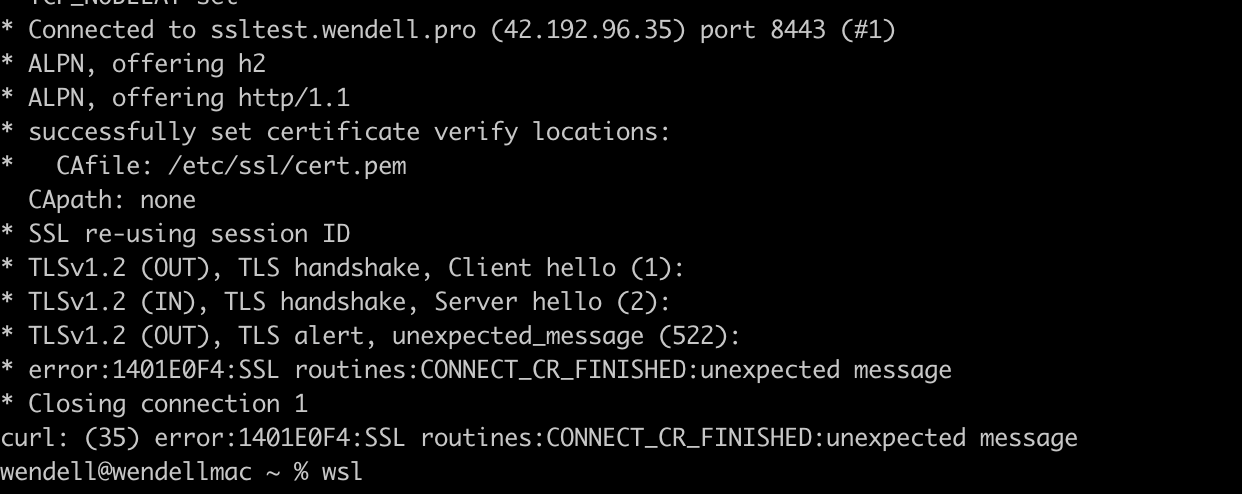 TCP_NODELAY set
* Connected to ssltest.wendell.pro (42.192.96.35) port 8443 (#1)
* ALPN, offering h2
* ALPN, offering http/1.1
* successfully set certificate verify locations:
*   CAfile: /etc/ssl/cert.pem
  CApath: none
* SSL re-using session ID
* TLSv1.2 (OUT), TLS handshake, Client hello (1):
* TLSv1.2 (IN), TLS handshake, Server hello (2):
* TLSv1.2 (OUT), TLS alert, unexpected_message (522):
* error:1401E0F4:SSL routines:CONNECT_CR_FINISHED:unexpected message
* Closing connection 1
curl: (35) error:1401E0F4:SSL routines:CONNECT_CR_FINISHED:unexpected message
wendell@wendellmac ~ % wsl